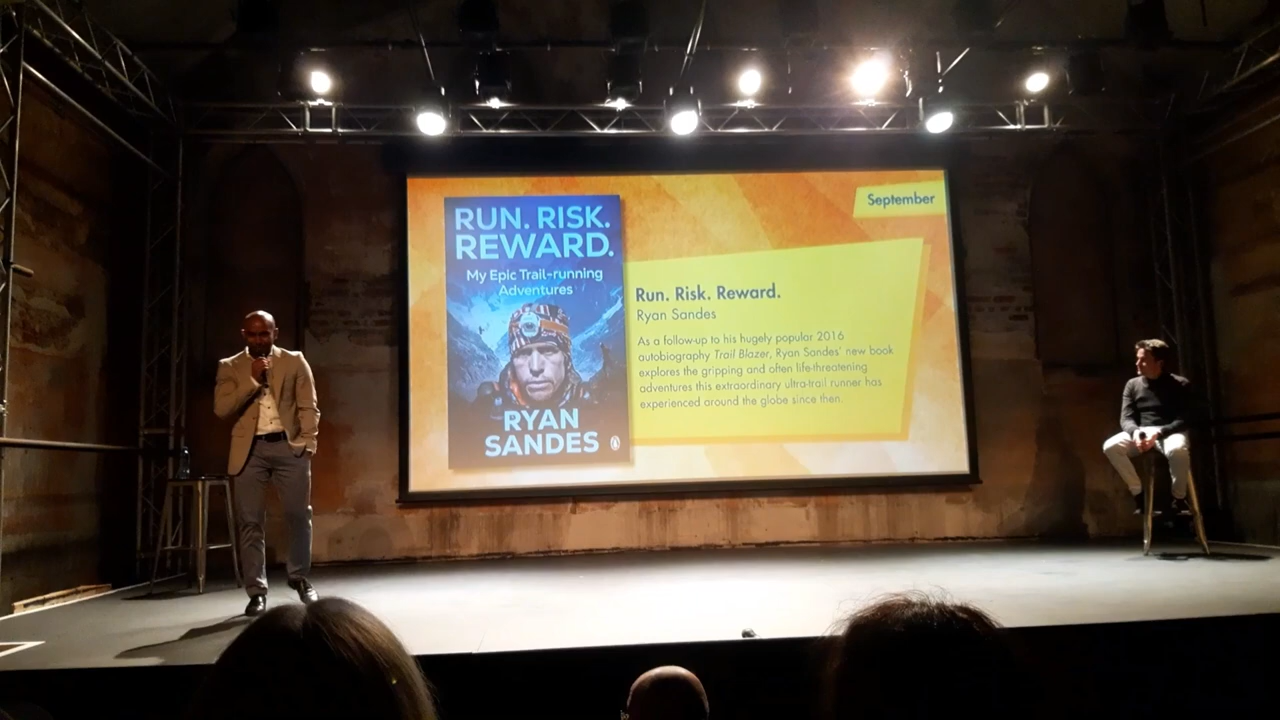 September
RUN. RISK.
REWARD.
My Epic Trail-running
Adventures
RYAN
SANDES
Run. Risk. Reward.
Ryan Sandes
As a follow-up to his hugely popular 2016
autobiography Trail Blazer, Ryan Sandes' new book
explores the gripping and often life-threatening
adventures this extraordinary ultra-trail runner has
experienced around the globe since then.